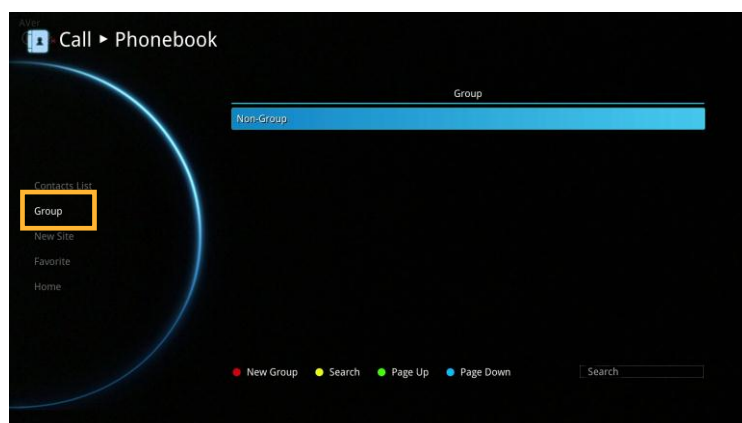 AVer
Call ► Phonebook
Group
Non-Group
Contacts List
Group
New Site
Favorite
Home
New Group Search Page Up Page Down Search